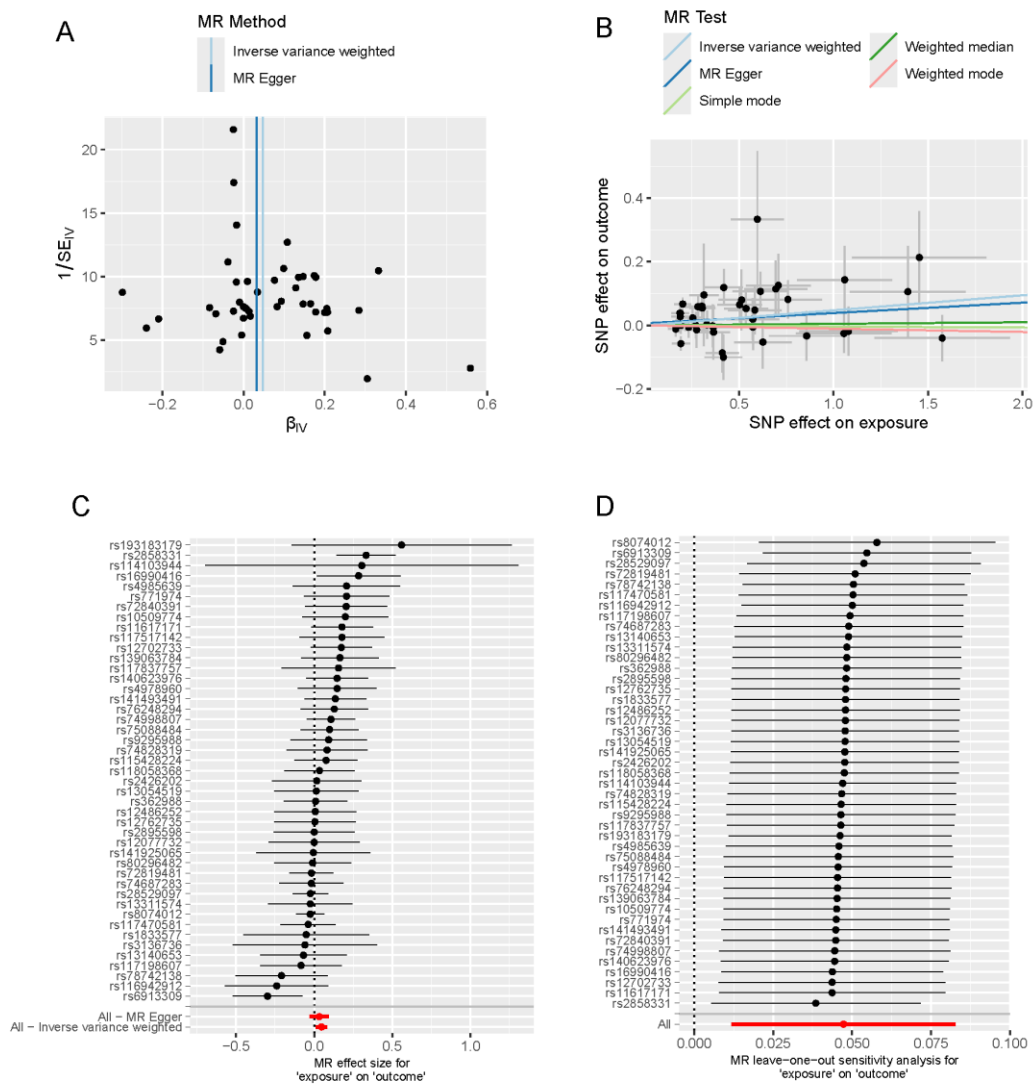 A
MR Method
Inverse variance weighted
MR Egger
20
15
10
5
1/SE_IV
−0.2
0.0
0.2
0.4
0.6
β_IV
B
MR Test
Inverse variance weighted
MR Egger
Simple mode
Weighted median
Weighted mode
0.4
0.2
0.0
−0.2
SNP effect on outcome
0.5
1.0
1.5
2.0
SNP effect on exposure
C
rs193183179
rs2858331
rs114103944
rs16990416
rs4985639
rs771974
rs72840391
rs10509774
rs11617171
rs117517142
rs12702733
rs139063784
rs117837757
rs140623976
rs4978960
rs141493491
rs76248294
rs74998807
rs75088484
rs9295988
rs74828319
rs115428224
rs118058368
rs2426202
rs13054519
rs362988
rs12486252
rs12762735
rs2895598
rs12077732
rs141925065
rs80296482
rs72819481
rs74687283
rs28529097
rs13311574
rs8074012
rs117470581
rs1833577
rs3136736
rs13140653
rs117198607
rs78742138
rs116942912
rs6913309
All − MR Egger
All − Inverse variance weighted
−0.5
0.0
0.5
1.0
MR effect size for
'exposure' on 'outcome'
D
rs8074012
rs6913309
rs28529097
rs72819481
rs78742138
rs117470581
rs116942912
rs117198607
rs74687283
rs13140653
rs13311574
rs80296482
rs362988
rs2895598
rs12762735
rs1833577
rs12486252
rs12077732
rs3136736
rs13054519
rs141925065
rs2426202
rs118058368
rs114103944
rs74828319
rs115428224
rs9295988
rs117837757
rs193183179
rs4985639
rs75088484
rs4978960
rs117517142
rs76248294
rs139063784
rs10509774
rs771974
rs141493491
rs72840391
rs74998807
rs140623976
rs16990416
rs12702733
rs11617171
rs2858331
All
0.000
0.025
0.050
0.075
0.100
MR leave−one−out sensitivity analysis for
'exposure' on 'outcome'